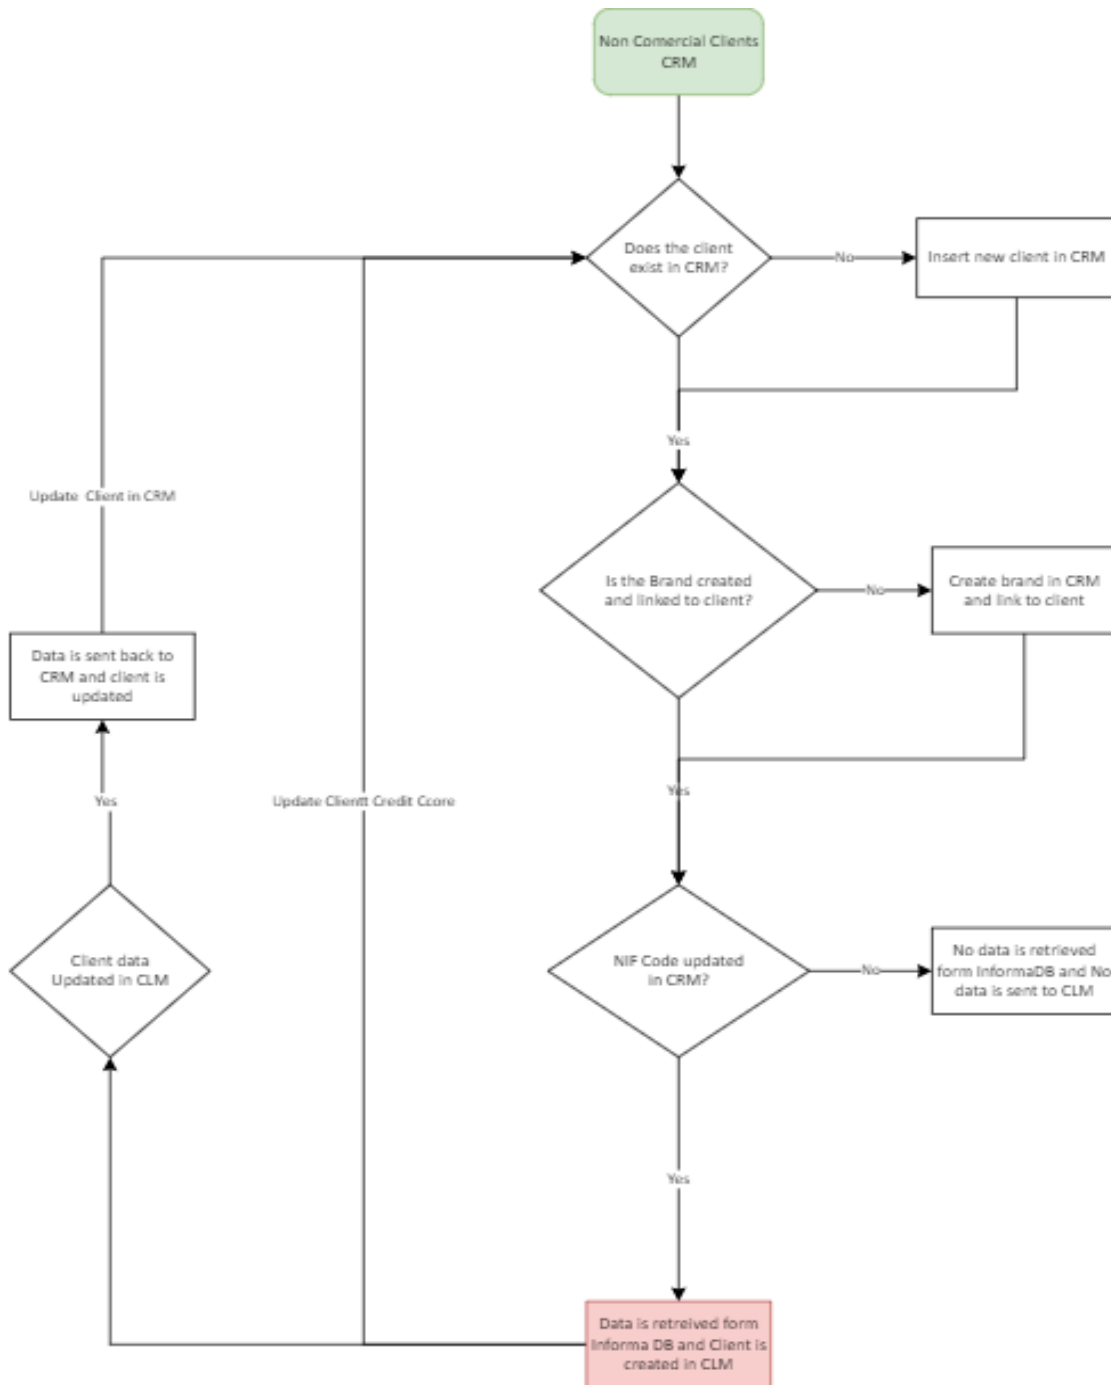 Non Comercial Clients
CRM
Does the client
exist in CRM?
No
Insert new client in CRM
Yes
Update Client in CRM
Is the Brand created
and linked to client?
No
Create brand in CRM
and link to client
Data is sent back to
CRM and client is
updated
Yes
Yes
Update Clientt Credit Ccore
Client data
Updated in CLM
NIF Code updated
in CRM?
No
No data is retrieved
form InformaDB and No
data is sent to CLM
Yes
Data is retreived form
Informa DB and Client is
created in CLM